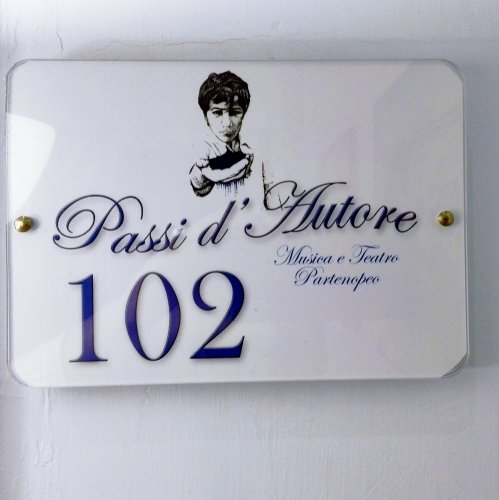 Passi d'Autore
Musica e Teatro
Partenopeo
102